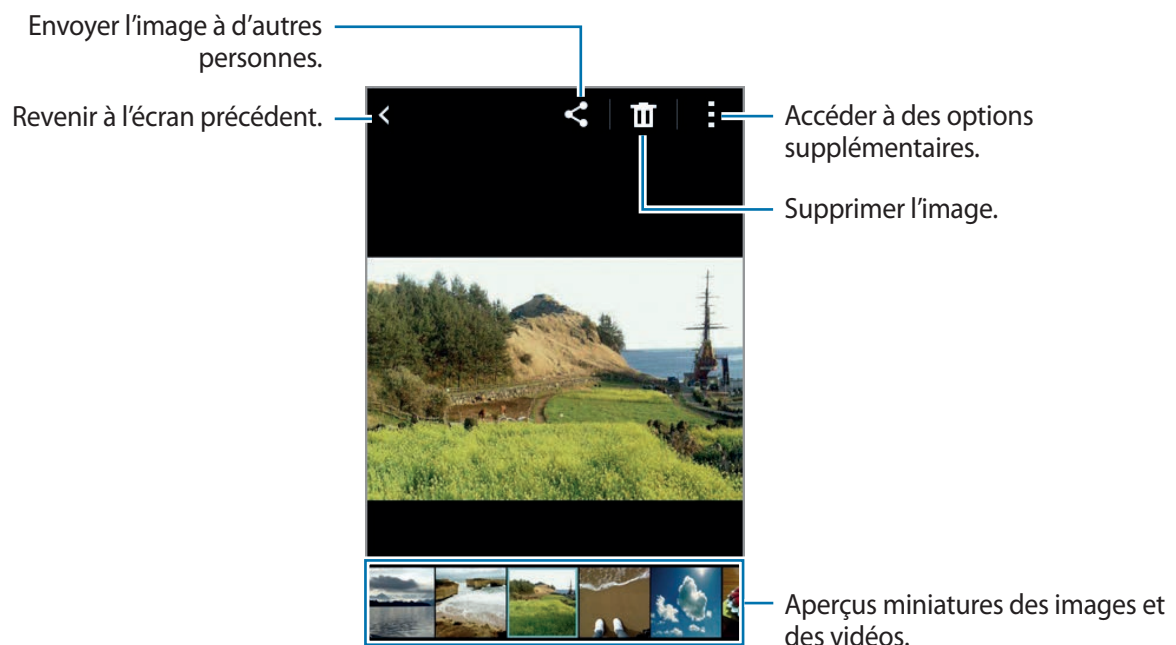 Envoyer l’image à d’autres
personnes.
Revenir à l’écran précédent.
Accéder à des options
supplémentaires.
Supprimer l’image.
Aperçus miniatures des images et
des vidéos.